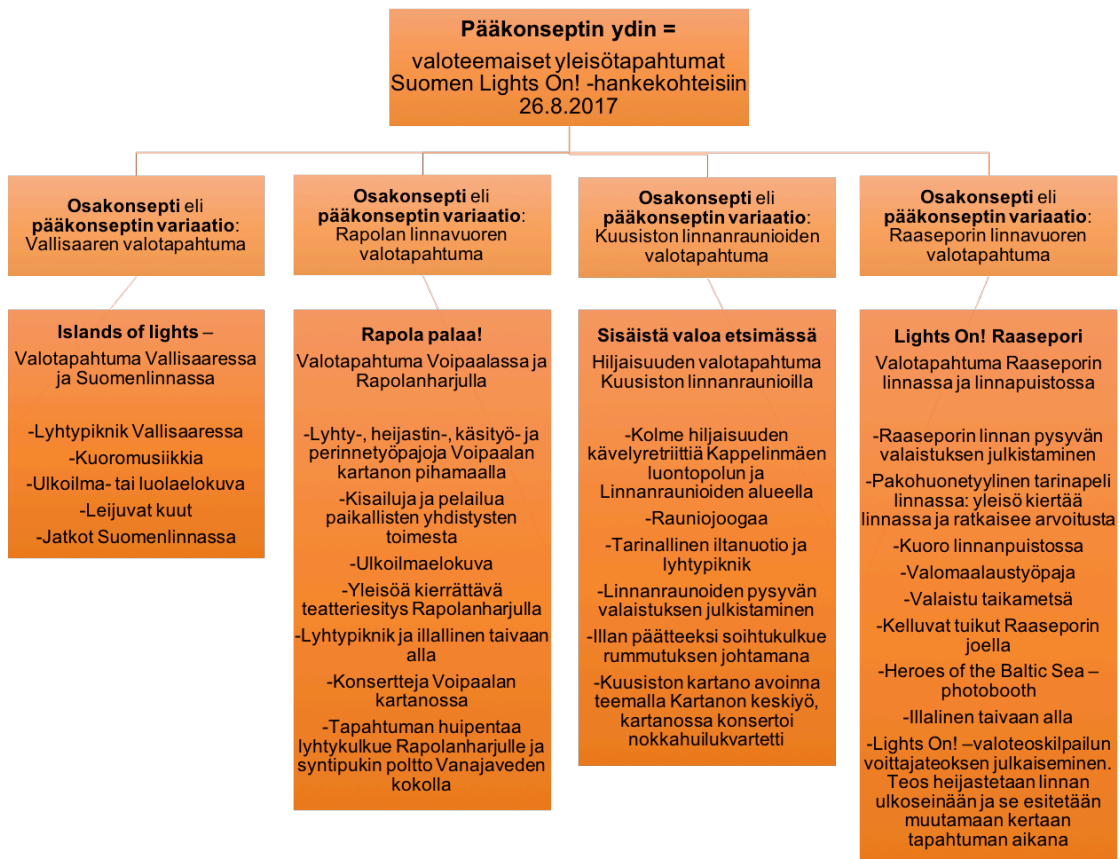 Pääkonseptin ydin =
valoteemaiset yleisötapahtumat
Suomen Lights On! -hankekohteisiin
26.8.2017
Osakonsepti eli
pääkonseptin variaatio:
Vallisaaren valotapahtuma
Osakonsepti eli
pääkonseptin variaatio:
Rapolan linnavuoren
valotapahtuma
Osakonsepti eli
pääkonseptin variaatio:
Kuusiston linnanraunioiden
valotapahtuma
Osakonsepti eli
pääkonseptin variaatio:
Raaseporin linnavuoren
valotapahtuma
Islands of lights –
Valotapahtuma Vallisaaressa
ja Suomenlinnassa
-Lyhtypiknik Vallisaaressa
-Kuoromusiikkia
-Ulkoilma- tai luolaelokuva
-Leijuvat kuut
-Jatkot Suomenlinnassa
Rapola palaa!
Valotapahtuma Voipaalassa ja
Rapolanharjulla
-Lyhty-, heijastin-, käsityö- ja
perinnetyöpajoja Voipaalan
kartanon pihamaalla
-Kisailuja ja pelailua
paikallisten yhdistysten
toimesta
-Ulkoilmaelokuva
-Yleisöä kierrättävä
teatteriesitys Rapolanharjulla
-Lyhtypiknik ja illallinen taivaan
alla
-Konsertteja Voipaalan
kartanossa
-Tapahtuman huipentaa
lyhtykulkue Rapolanharjulle ja
syntipukin poltto Vanajaveden
kokolla
Sisäistä valoa etsimässä
Hiljaisuuden valotapahtuma
Kuusiston linnanraunioilla
-Kolme hiljaisuuden
kävelyretriittiä Kappelinmäen
luontopolun ja
Linnanraunioiden alueella
-Rauniojoogaa
-Tarinallinen iltanuotio ja
lyhtypiknik
-Linnanraunoiden pysyvän
valaistuksen julkistaminen
-Illan päätteeksi soihtukulkue
rummutuksen johtamana
-Kuusiston kartano avoinna
teemalla Kartanon keskiyö,
kartanossa konsertoi
nokkahuilukvartetti
Lights On! Raasepori
Valotapahtuma Raaseporin
linnassa ja linnapuistossa
-Raaseporin linnan pysyvän
valaistuksen julkistaminen
-Pakohuonetyylinen tarinapeli
linnassa: yleisö kiertää
linnassa ja ratkaisee arvoitusta
-Kuoro linnanpuistossa
-Valomaalaustyöpaja
-Valaistu taikametsä
-Kelluvat tuikut Raaseporin
joella
-Heroes of the Baltic Sea –
photobooth
-Illalinen taivaan alla
-Lights On! –valoteoskilpailun
voittajateoksen julkaiseminen.
Teos heijastetaan linnan
ulkoseinään ja se esitetään
muutamaan kertaan
tapahtuman aikana